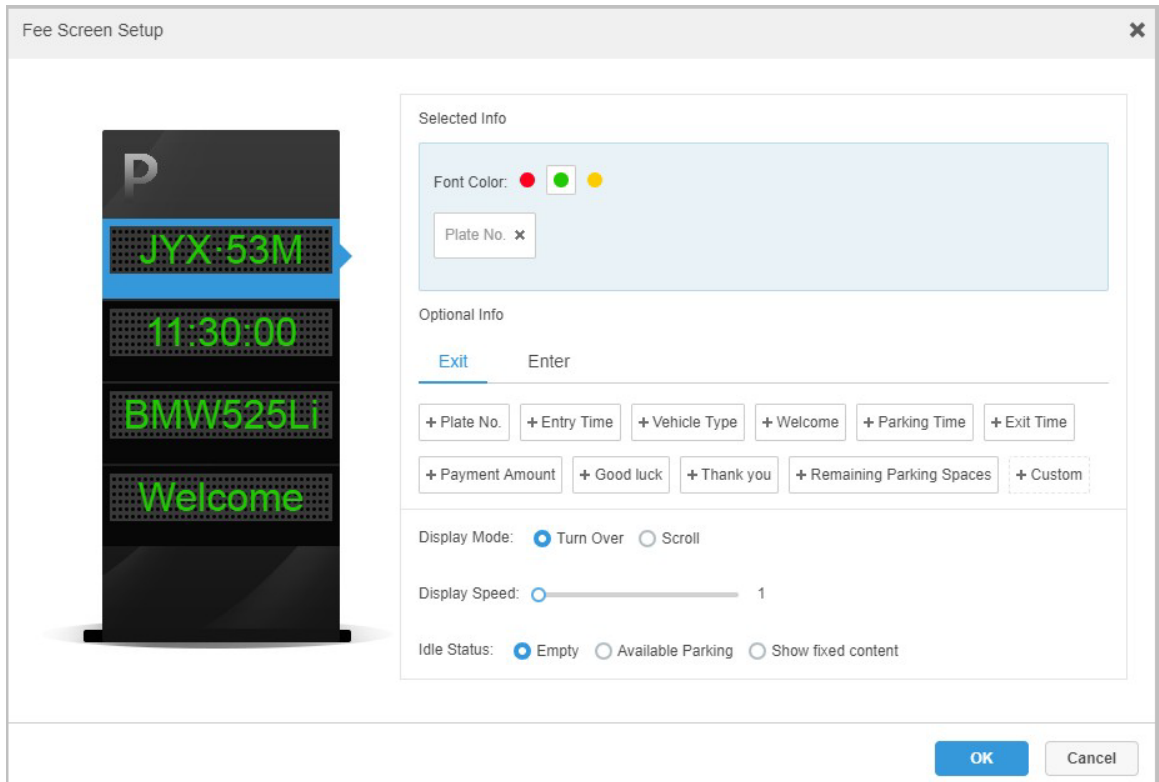 Fee Screen Setup
P
JYX·53M
11:30:00
BMW525Li
Welcome
Selected Info
Font Color:
Plate No.
Optional Info
Exit Enter
+ Plate No. + Entry Time + Vehicle Type + Welcome + Parking Time + Exit Time
+ Payment Amount + Good luck + Thank you + Remaining Parking Spaces + Custom
Display Mode: Turn Over Scroll
Display Speed: 1
Idle Status: Empty Available Parking Show fixed content
OK Cancel